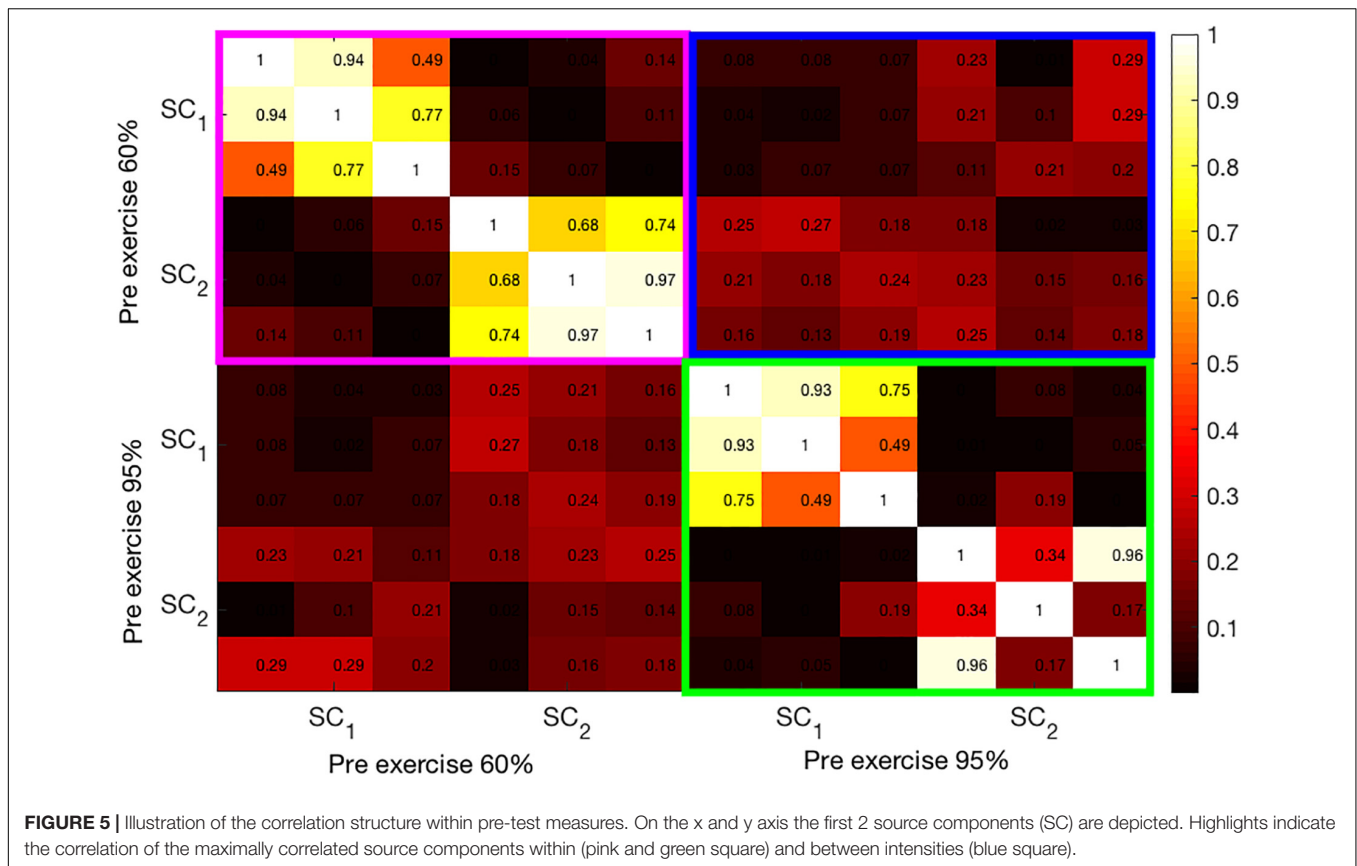 1 0.94 0.49 0.04 0.14 0.08 0.08 0.07 0.23 0.29 1
SC1 0.94 1 0.77 0.06 0.11 0.04 0.02 0.07 0.21 0.1 0.29 0.9
0.49 0.77 1 0.15 0.07 0.03 0.07 0.07 0.11 0.21 0.2 0.8
Pre exercise 60%
0.06 0.15 1 0.68 0.74 0.25 0.27 0.18 0.18 0.02 0.03 0.7
SC2 0.04 0.07 0.68 1 0.97 0.21 0.18 0.24 0.23 0.15 0.16 0.6
0.14 0.11 0.74 0.97 1 0.16 0.13 0.19 0.25 0.14 0.18
0.08 0.04 0.03 0.25 0.21 0.16 1 0.93 0.75 0.08 0.04 0.5
SC1 0.08 0.02 0.07 0.27 0.18 0.13 0.93 1 0.49 0.05 0.4
0.07 0.07 0.07 0.18 0.24 0.19 0.75 0.49 1 0.02 0.19 0.3
Pre exercise 95%
0.23 0.21 0.11 0.18 0.23 0.25 0.02 1 0.34 0.96 0.2
SC2 0.1 0.21 0.02 0.15 0.14 0.08 0.19 0.34 1 0.17 0.1
0.29 0.29 0.2 0.03 0.16 0.18 0.04 0.05 0.96 0.17 1
SC1 SC2 SC1 SC2
Pre exercise 60% Pre exercise 95%
FIGURE 5 | Illustration of the correlation structure within pre-test measures. On the x and y axis the first 2 source components (SC) are depicted. Highlights indicate
the correlation of the maximally correlated source components within (pink and green square) and between intensities (blue square).